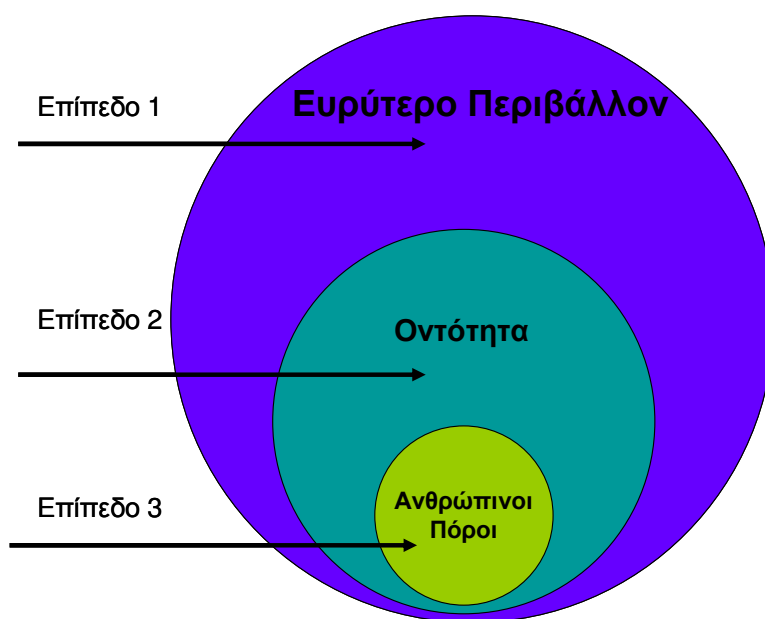 Επίπεδο 1
Ευρύτερο Περιβάλλον
Επίπεδο 2
Οντότητα
Επίπεδο 3
Ανθρώπινοι
Πόροι